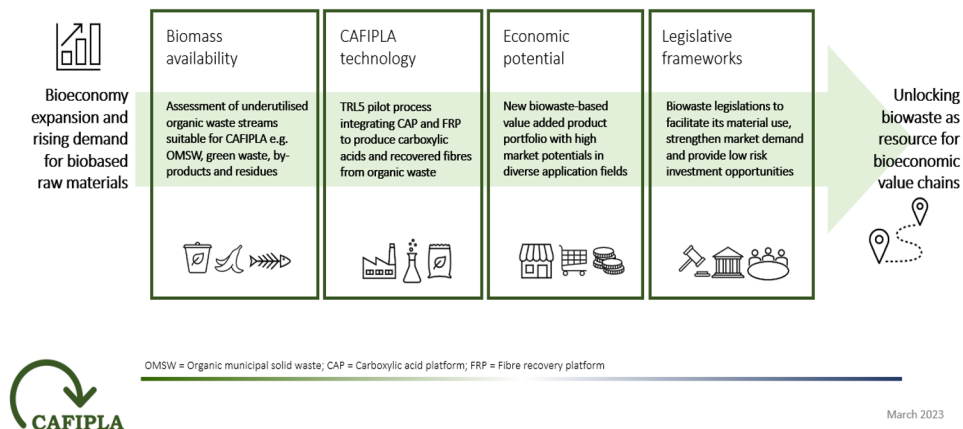 Bioeconomy
expansion and
rising demand
for biobased
raw materials
Biomass
availability
Assessment of underutilised
organic waste streams
suitable for CAFIPLA e.g.
OMSW, green waste, by-
products and residues
CAFIPLA
technology
TRL5 pilot process
integrating CAP and FRP
to produce carboxylic
acids and recovered fibres
from organic waste
Economic
potential
New biowaste-based
value added product
portfolio with high
market potentials in
diverse application fields
Legislative
frameworks
Biowaste legislations to
facilitate its material use,
strengthen market demand
and provide low risk
investment opportunities
Unlocking
biowaste as
resource for
bioeconomic
value chains
OMSW = Organic municipal solid waste; CAP = Carboxylic acid platform; FRP = Fibre recovery platform
CAFIPLA
March 2023